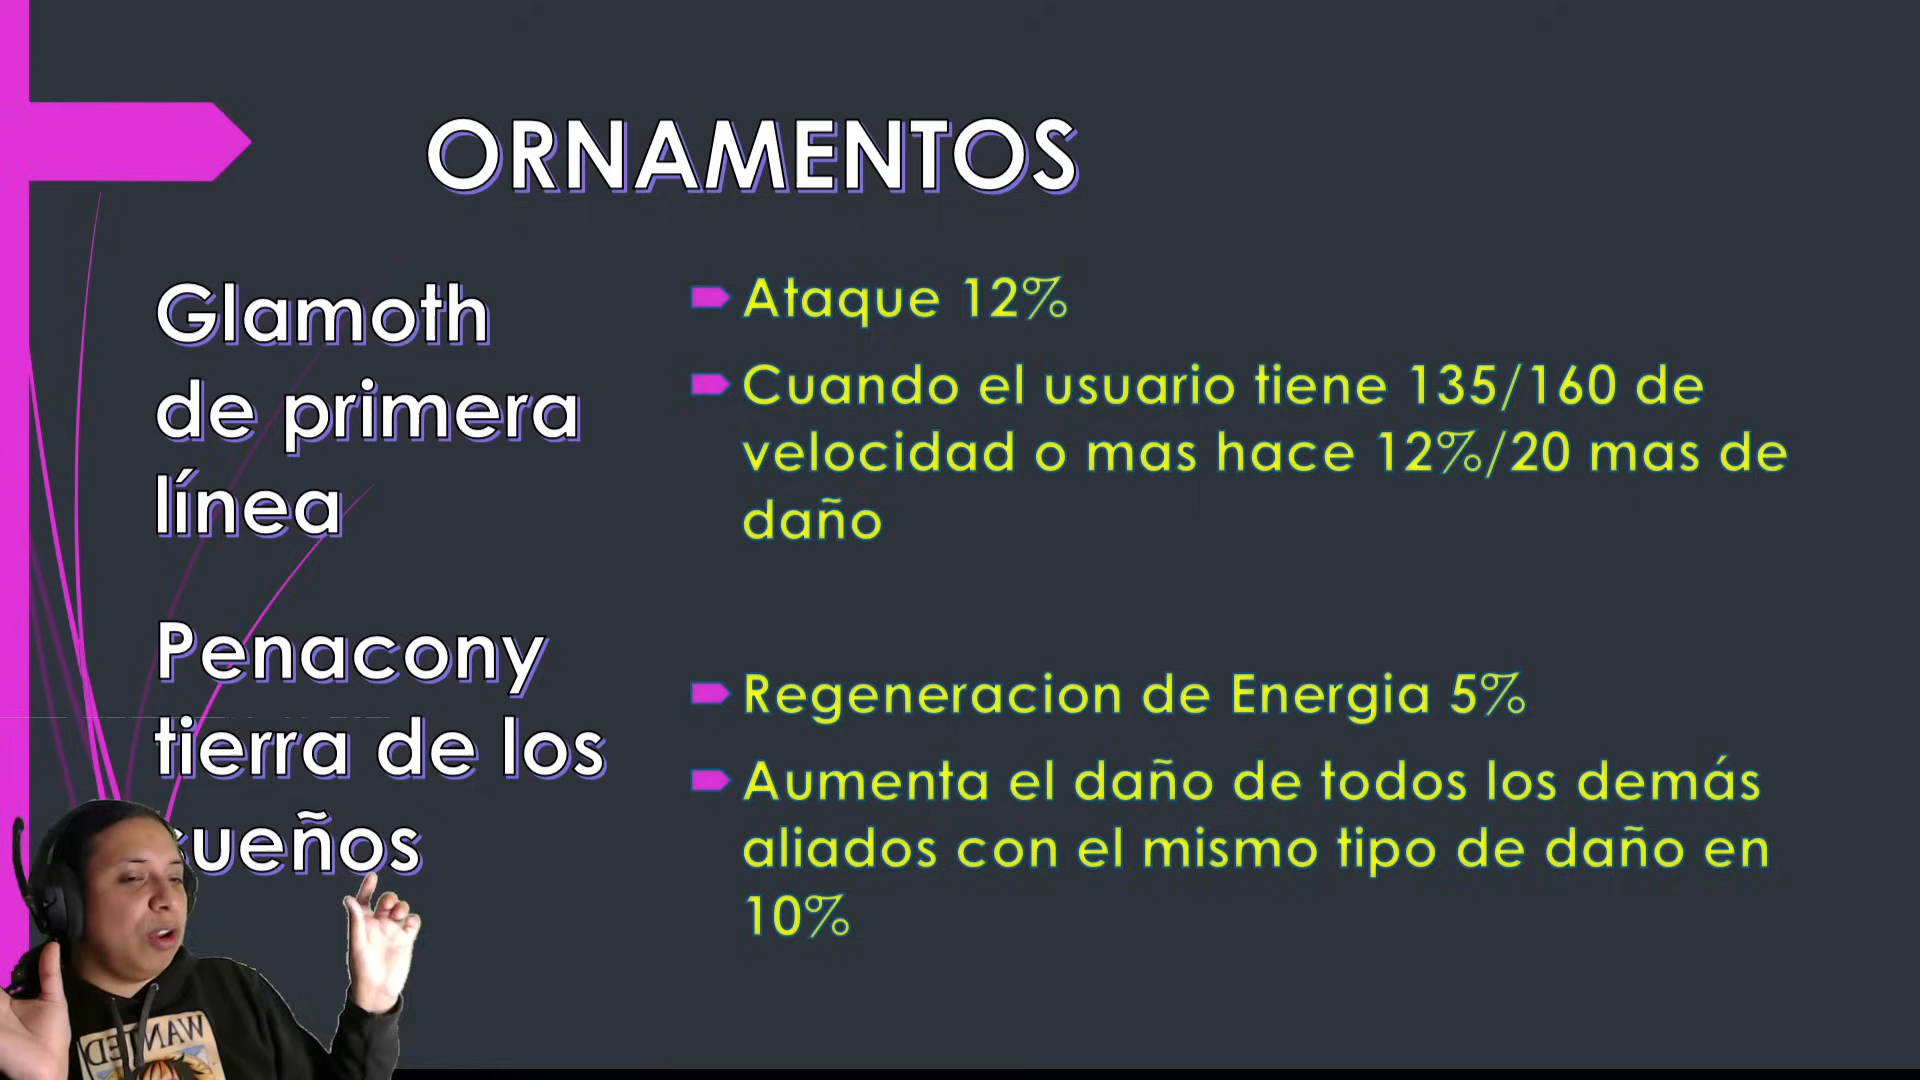 ORNAMENTOS
Glamoth
de primera
línea
Ataque 12%
Cuando el usuario tiene 135/160 de
velocidad o mas hace 12%/20 mas de
daño
Penacony
tierra de los
sueños
Regeneracion de Energia 5%
Aumenta el daño de todos los demás
aliados con el mismo tipo de daño en
10%
WANTED